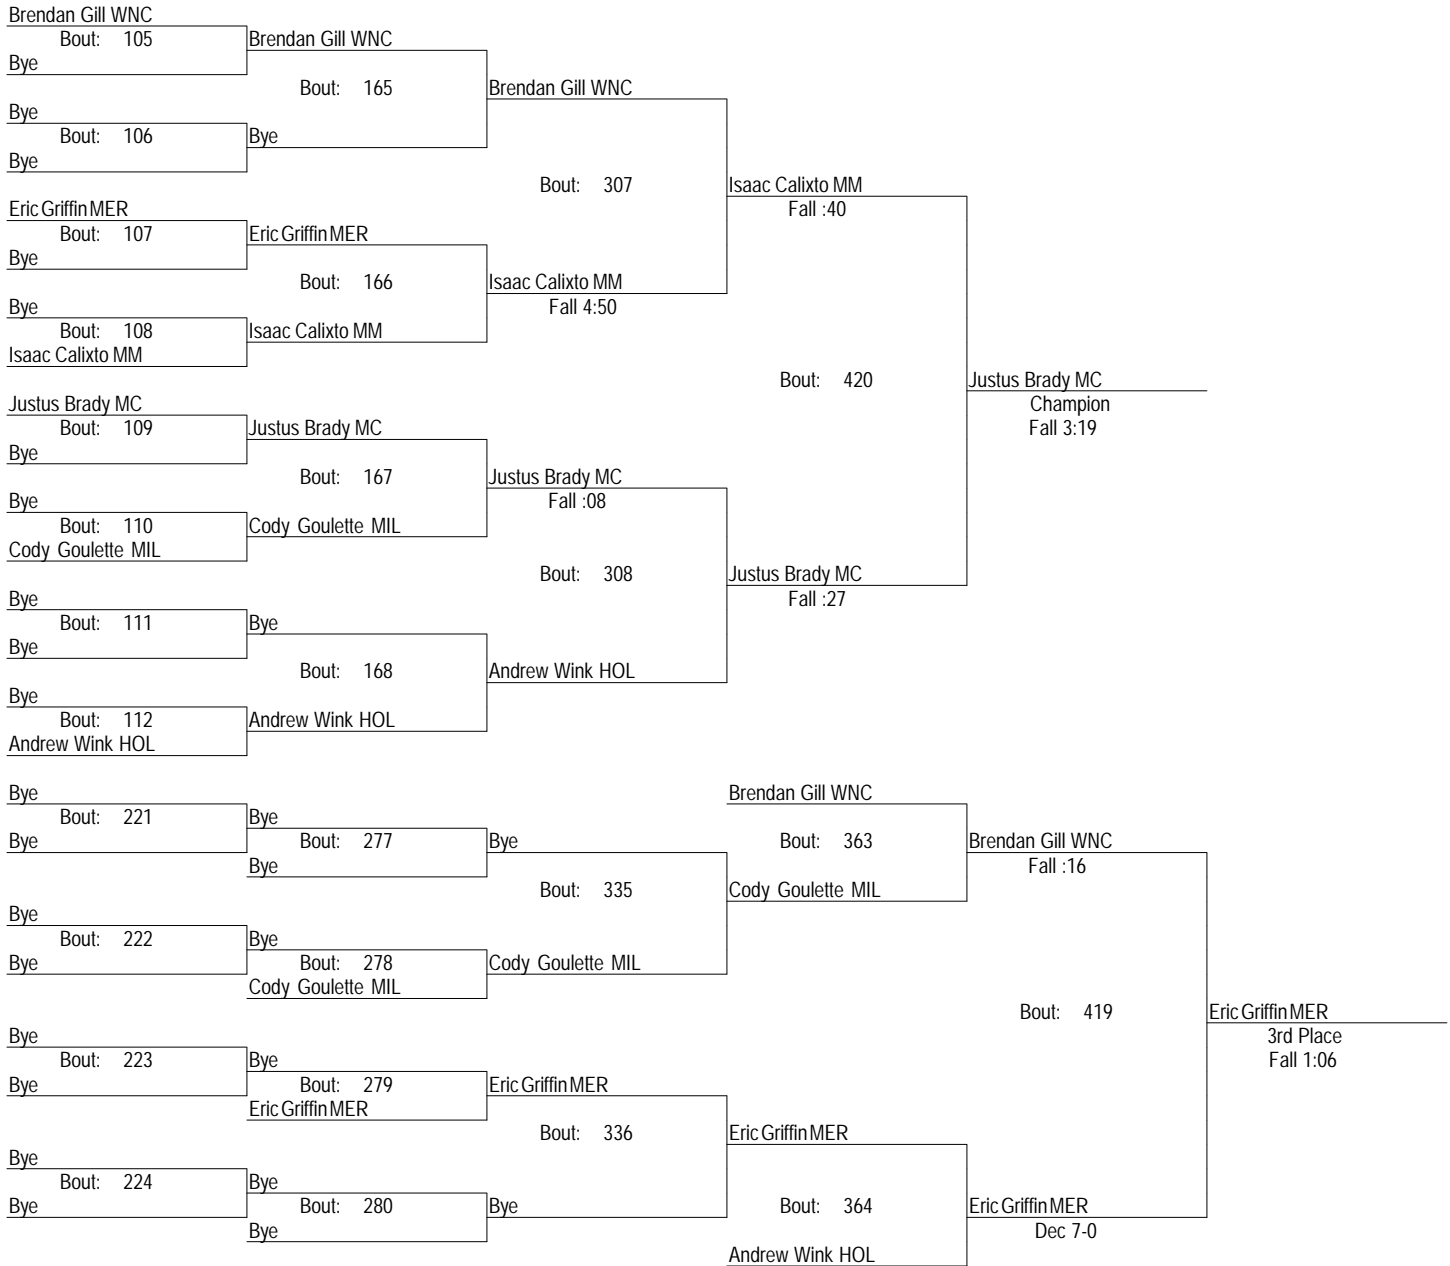 Brendan Gill WNC
Bout: 105
Brendan Gill WNC
Bye
Bout: 165
Brendan Gill WNC
Bye
Bout: 106
Bye
Bye
Bout: 307
Isaac Calixto MM
Fall :40
Eric Griffin MER
Bout: 107
Eric Griffin MER
Bye
Bout: 166
Isaac Calixto MM
Fall 4:50
Bye
Bout: 108
Isaac Calixto MM
Isaac Calixto MM
Bout: 420
Justus Brady MC
Champion
Fall 3:19
Justus Brady MC
Bout: 109
Justus Brady MC
Bye
Bout: 167
Justus Brady MC
Fall :08
Bye
Bout: 110
Cody Goulette MIL
Cody Goulette MIL
Bout: 308
Justus Brady MC
Fall :27
Bye
Bout: 111
Bye
Bye
Bout: 168
Andrew Wink HOL
Bye
Bout: 112
Andrew Wink HOL
Andrew Wink HOL
Bye
Bout: 221
Bye
Bye
Bout: 277
Bye
Bye
Brendan Gill WNC
Bout: 363
Brendan Gill WNC
Fall :16
Bout: 335
Cody Goulette MIL
Bye
Bout: 222
Bye
Bye
Bout: 278
Cody Goulette MIL
Cody Goulette MIL
Bout: 419
Eric Griffin MER
3rd Place
Fall 1:06
Bye
Bout: 223
Bye
Bye
Bout: 279
Eric Griffin MER
Eric Griffin MER
Bout: 336
Eric Griffin MER
Bye
Bout: 224
Bye
Bye
Bout: 280
Bye
Bye
Bout: 364
Eric Griffin MER
Dec 7-0
Andrew Wink HOL